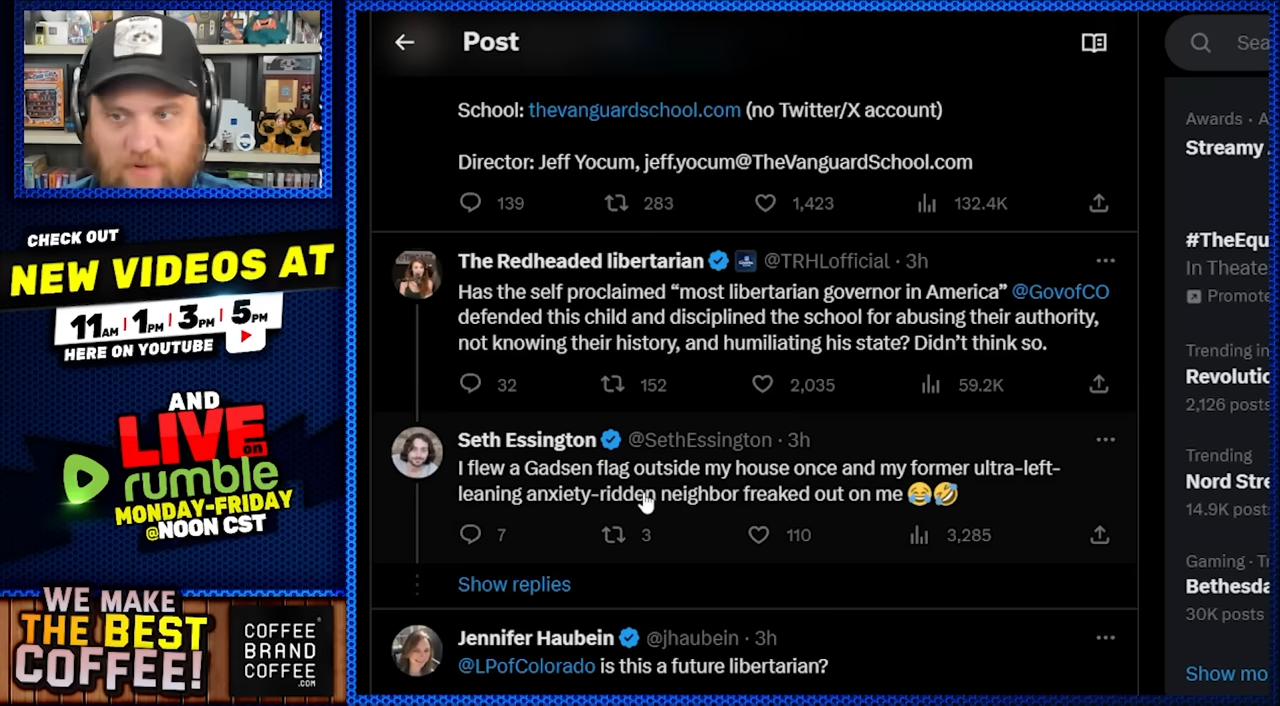 CHECK OUT
NEW VIDEOS AT
11AM | 1PM | 3PM | 5PM
HERE ON YOUTUBE
AND
LIVE on
rumble
MONDAY-FRIDAY
@NOON CST
WE MAKE
THE BEST
COFFEE!
COFFEE
BRAND
COFFEE
.COM
Post
School: thevanguardschool.com (no Twitter/X account)
Director: Jeff Yocum, jeff.yocum@TheVanguardSchool.com
139 283 1,423 132.4K
The Redheaded libertarian @TRHLofficial · 3h
Has the self proclaimed “most libertarian governor in America” @GovofCO
defended this child and disciplined the school for abusing their authority,
not knowing their history, and humiliating his state? Didn’t think so.
32 152 2,035 59.2K
Seth Essington @SethEssington · 3h
I flew a Gadsen flag outside my house once and my former ultra-left-
leaning anxiety-ridden neighbor freaked out on me 😂🤣
7 3 110 3,285
Show replies
Jennifer Haubein @jhaubein · 3h
@LPofColorado is this a future libertarian?
Sea
Awards · A
Streamy
#TheEqu
In Theate
Promote
Trending in
Revolutic
2,126 posts
Trending
Nord Stre
14.9K post
Gaming · Tr
Bethesda
30K posts
Show mo